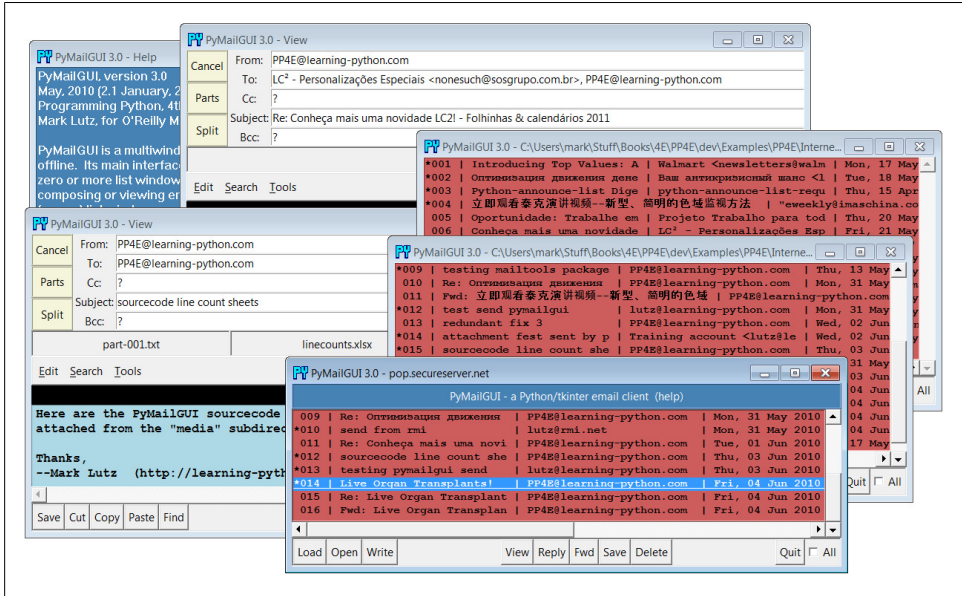 PyMailGUI 3.0 - Help
PyMailGUI, version 3.0
May, 2010 (2.1 January, 2
Programming Python, 4t
Mark Lutz, for O'Reilly M
PyMailGUI is a multiwind
offline. Its main interfac
zero or more list window
composing or viewing er
PyMailGUI 3.0 - View
Cancel
From: PP4E@learning-python.com
To: LC² - Personalizações Especiais <nonesuch@sosgrupo.com.br>, PP4E@learning-python.com
Parts
Cc: ?
Subject: Re: Conheça mais uma novidade LC2! - Folhinhas & calendários 2011
Split
Bcc: ?
Edit Search Tools
PyMailGUI 3.0 - C:\Users\mark\Stuff\Books\4E\PP4E\dev\Examples\PP4E\Interne...
*001 | Introducing Top Values: A | Walmart <newsletters@walm | Mon, 17 May
*002 | Оптимизация движения дене | Ваш антикризисный шанс <l | Tue, 18 May
*003 | Python-announce-list Dige | python-announce-list-requ | Thu, 15 Apr
*004 | 立即观看泰克演讲视频--新型、简明的色域监视方法 | "eweekly@imaschina.co
005 | Oportunidade: Trabalhe em | Projeto Trabalho para tod | Thu, 20 May
006 | Conheça mais uma novidade | LC² - Personalizações Esp | Fri, 21 May
All
PyMailGUI 3.0 - View
Cancel
From: PP4E@learning-python.com
To: PP4E@learning-python.com
Parts
Cc: ?
Subject: sourcecode line count sheets
Split
Bcc: ?
part-001.txt
linecounts.xlsx
Edit Search Tools
Here are the PyMailGUI sourcecode
attached from the "media" subdirec
Thanks,
--Mark Lutz (http://learning-pyth
Save Cut Copy Paste Find
PyMailGUI 3.0 - C:\Users\mark\Stuff\Books\4E\PP4E\dev\Examples\PP4E\Interne...
*009 | testing mailtools package | PP4E@learning-python.com | Thu, 13 May
010 | Re: Оптимизация движения | PP4E@learning-python.com | Mon, 31 May
011 | Fwd: 立即观看泰克演讲视频--新型、简明的色域 | PP4E@learning-python.com
*012 | test send pymailgui | lutz@learning-python.com | Mon, 31 May
013 | redundant fix 3 | PP4E@learning-python.com | Wed, 02 Jun
*014 | attachment fest sent by p | Training account <lutz@le | Wed, 02 Jun
*015 | sourcecode line count she | PP4E@learning-python.com | Thu, 03 Jun
31 May
03 Jun
04 Jun
04 Jun
04 Jun
17 May
Quit All
PyMailGUI 3.0 - pop.secureserver.net
PyMailGUI - a Python/tkinter email client (help)
009 | Re: Оптимизация движения | PP4E@learning-python.com | Mon, 31 May 2010
*010 | send from rmi | lutz@rmi.net | Mon, 31 May 2010
011 | Re: Conheça mais uma novi | PP4E@learning-python.com | Tue, 01 Jun 2010
*012 | sourcecode line count she | PP4E@learning-python.com | Thu, 03 Jun 2010
*013 | testing pymailgui send | lutz@learning-python.com | Thu, 03 Jun 2010
*014 | Live Organ Transplants! | PP4E@learning-python.com | Fri, 04 Jun 2010
015 | Re: Live Organ Transplant | PP4E@learning-python.com | Fri, 04 Jun 2010
016 | Fwd: Live Organ Transplan | PP4E@learning-python.com | Fri, 04 Jun 2010
Load Open Write View Reply Fwd Save Delete Quit All